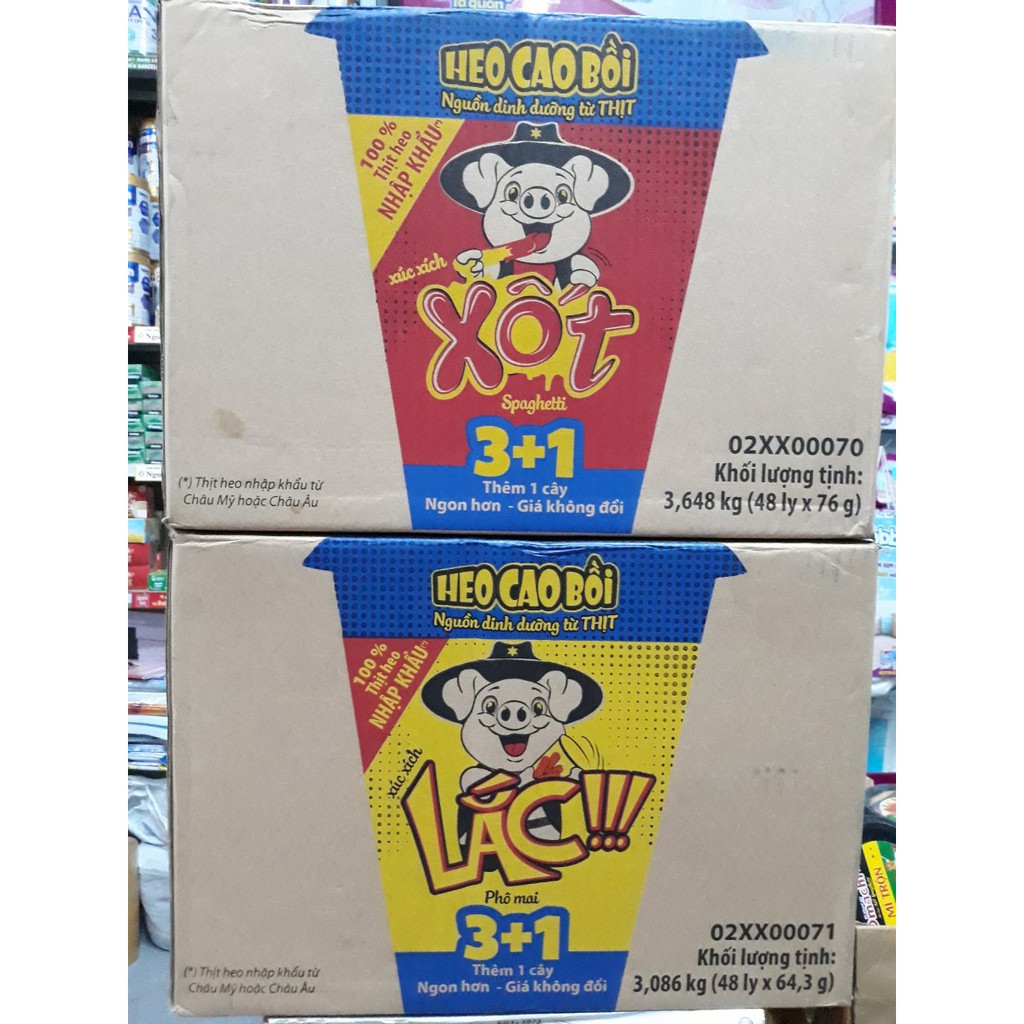 là quán
HEO CAO BỒI
Nguồn dinh dưỡng từ THỊT
100 %
Thịt heo
NHẬP KHẨU(*)
xúc xích
XỐT
Spaghetti
3+1
Thêm 1 cây
Ngon hơn - Giá không đổi
(*) Thịt heo nhập khẩu từ
Châu Mỹ hoặc Châu Âu
02XX00070
Khối lượng tịnh:
3,648 kg (48 ly x 76 g)
HEO CAO BỒI
Nguồn dinh dưỡng từ THỊT
100 %
Thịt heo
NHẬP KHẨU(*)
xúc xích
LẮC!!!
Phô mai
3+1
Thêm 1 cây
Ngon hơn - Giá không đổi
(*) Thịt heo nhập khẩu từ
Châu Mỹ hoặc Châu Âu
02XX00071
Khối lượng tịnh:
3,086 kg (48 ly x 64,3 g)
MÌ TRỘN